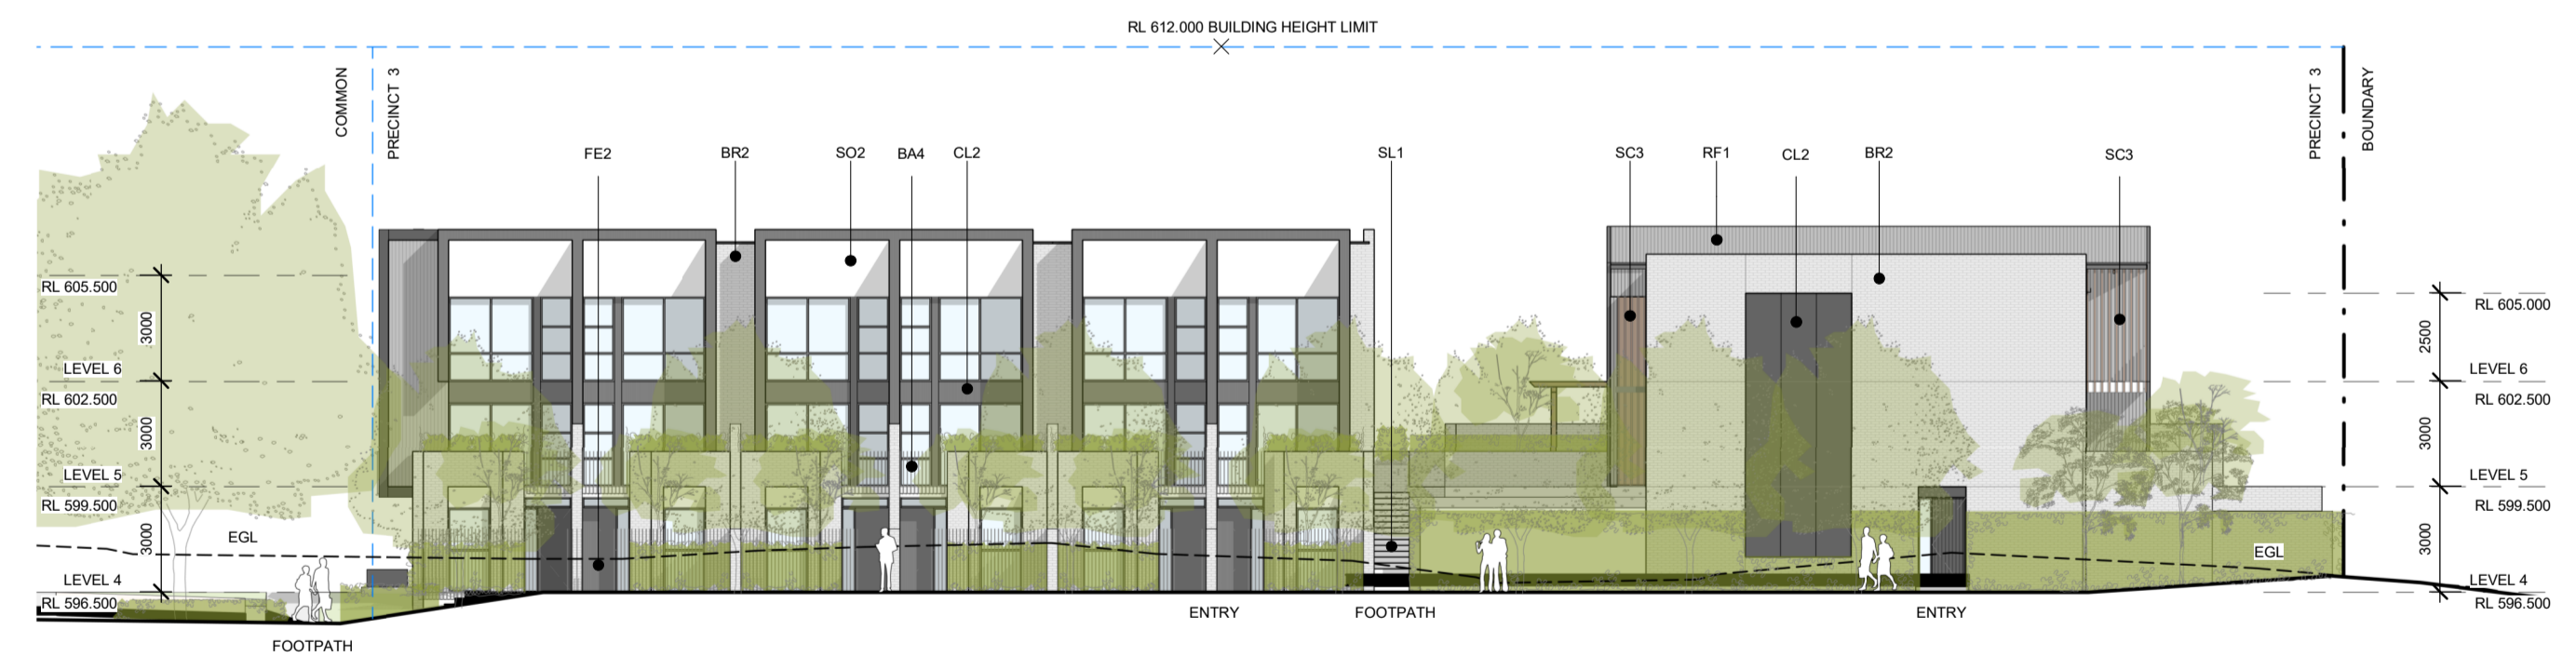 RL 612.000 BUILDING HEIGHT LIMIT
COMMON
PRECINCT 3
PRECINCT 3
BOUNDARY
FE2
BR2
SO2
BA4
CL2
SL1
SC3
RF1
CL2
BR2
SC3
RL 605.500
3000
LEVEL 6
RL 602.500
3000
LEVEL 5
RL 599.500
3000
LEVEL 4
RL 596.500
EGL
EGL
RL 605.000
2500
LEVEL 6
RL 602.500
3000
LEVEL 5
RL 599.500
3000
LEVEL 4
RL 596.500
FOOTPATH
ENTRY
FOOTPATH
ENTRY